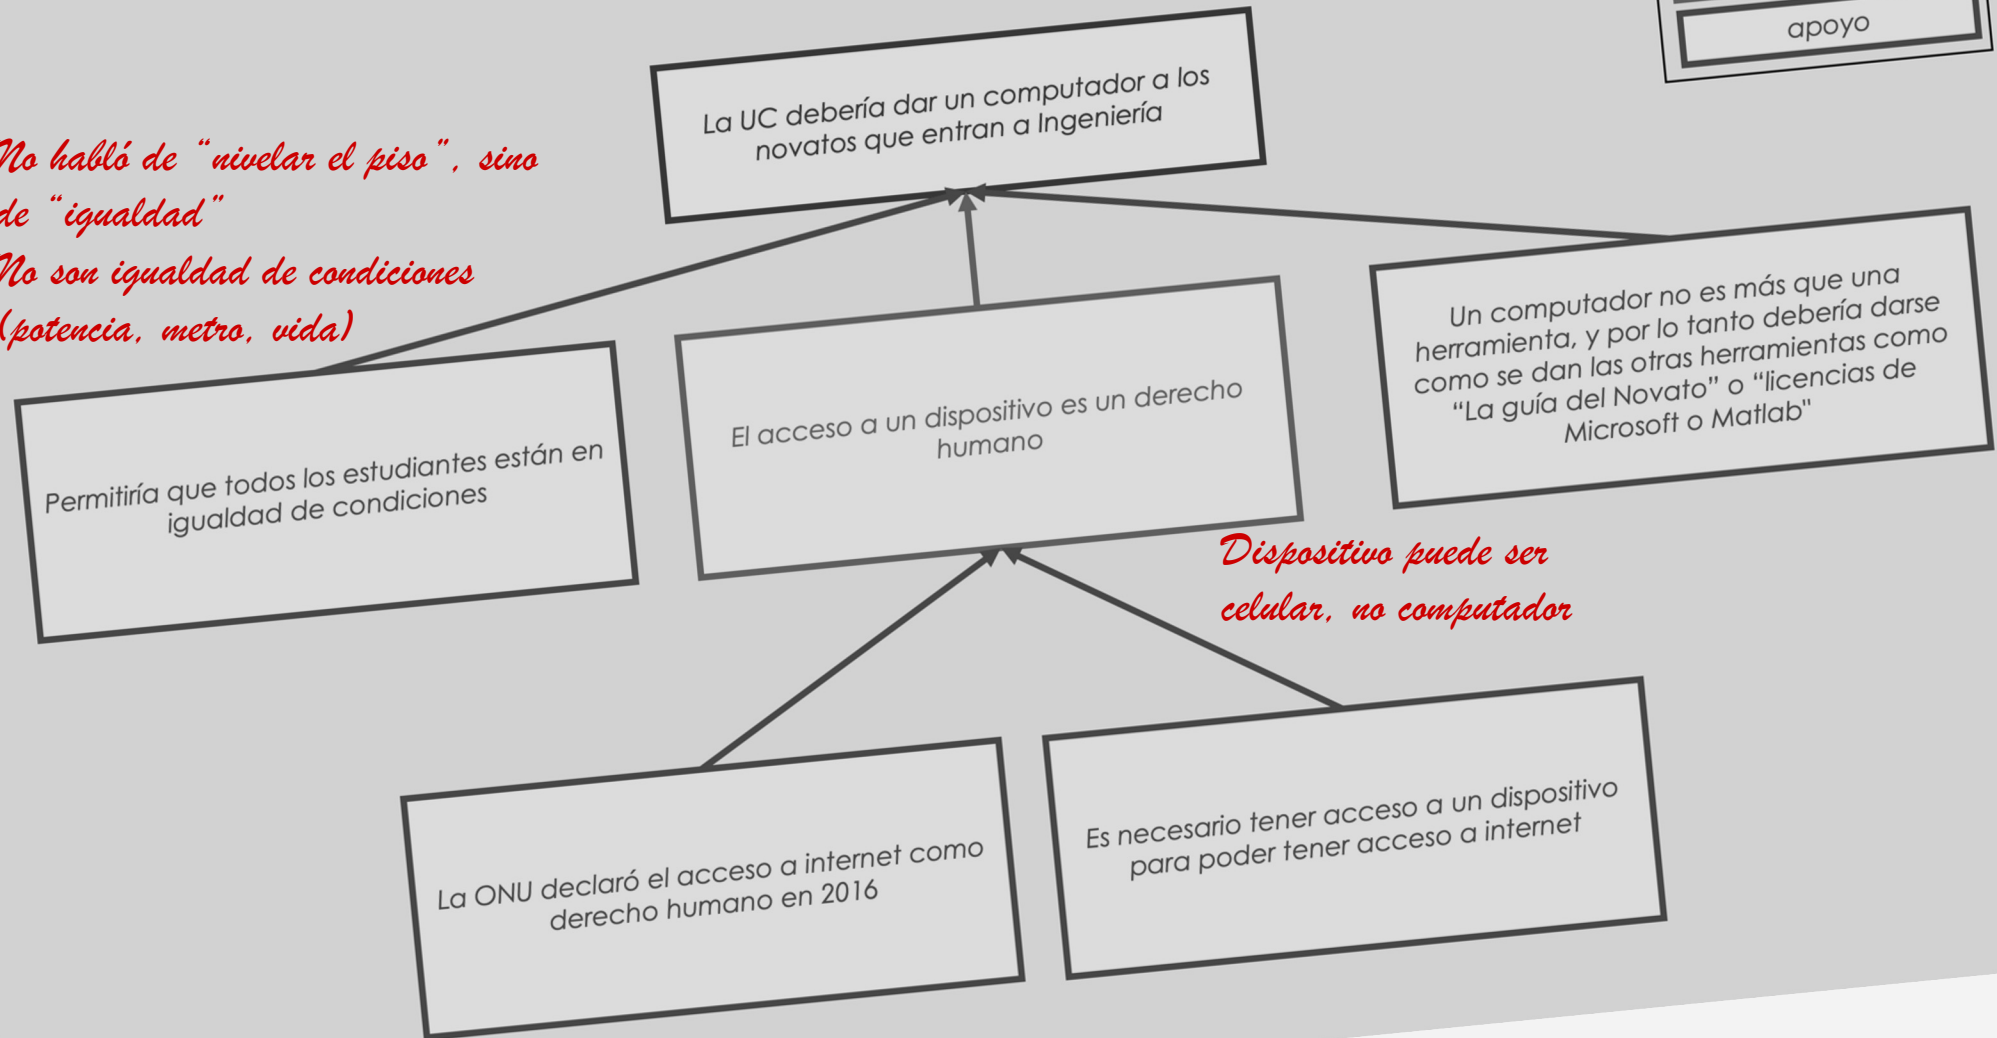 apoyo
La UC debería dar un computador a los
novatos que entran a Ingeniería
No habló de “nivelar el piso”, sino
de “igualdad”
No son igualdad de condiciones
(potencia, metro, vida)
Permitiría que todos los estudiantes están en
igualdad de condiciones
El acceso a un dispositivo es un derecho
humano
Un computador no es más que una
herramienta, y por lo tanto debería darse
como se dan las otras herramientas como
“La guía del Novato” o “licencias de
Microsoft o Matlab"
Dispositivo puede ser
celular, no computador
La ONU declaró el acceso a internet como
derecho humano en 2016
Es necesario tener acceso a un dispositivo
para poder tener acceso a internet